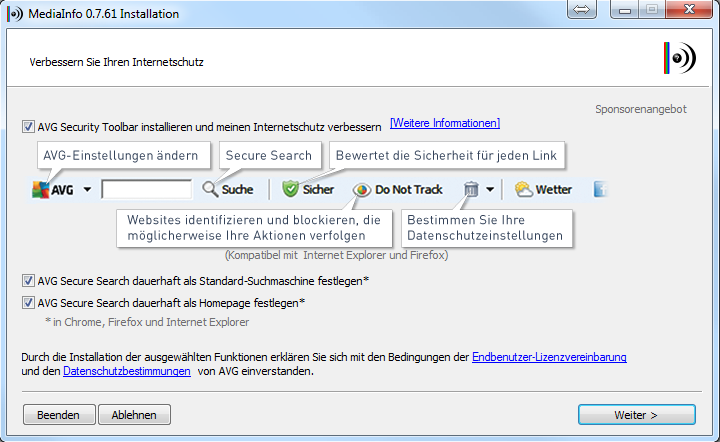 MediaInfo 0.7.61 Installation
Verbessern Sie Ihren Internetschutz
Sponsorenangebot
AVG Security Toolbar installieren und meinen Internetschutz verbessern [Weitere Informationen]
AVG-Einstellungen ändern
Secure Search
Bewertet die Sicherheit für jeden Link
AVG
Suche
Sicher
Do Not Track
Wetter
Websites identifizieren und blockieren, die
möglicherweise Ihre Aktionen verfolgen
Bestimmen Sie Ihre
Datenschutzeinstellungen
(Kompatibel mit Internet Explorer und Firefox)
AVG Secure Search dauerhaft als Standard-Suchmaschine festlegen*
AVG Secure Search dauerhaft als Homepage festlegen*
* in Chrome, Firefox und Internet Explorer
Durch die Installation der ausgewählten Funktionen erklären Sie sich mit den Bedingungen der Endbenutzer-Lizenzvereinbarung
und den Datenschutzbestimmungen von AVG einverstanden.
Beenden
Ablehnen
Weiter >